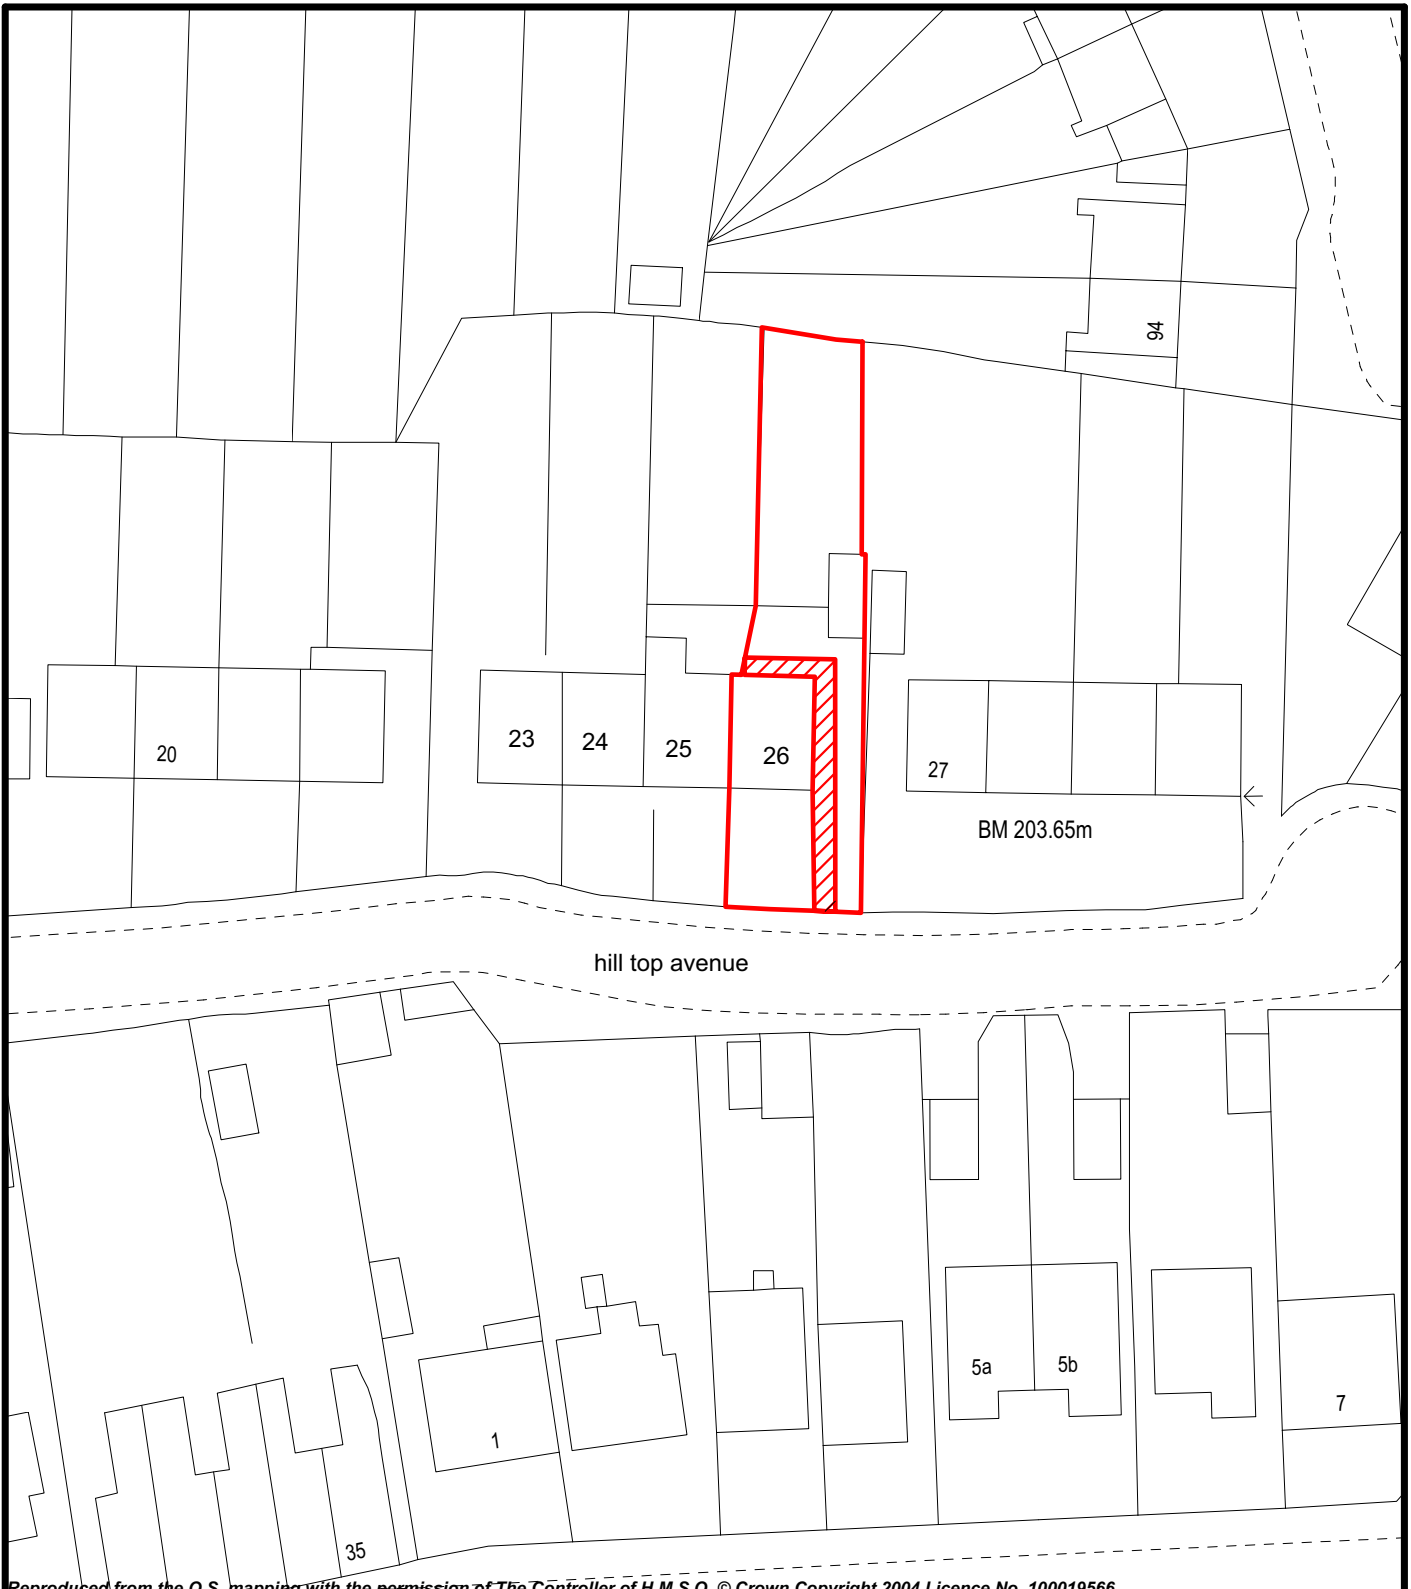 94
23
24
25
26
20
27
BM 203.65m
hill top avenue
5a
5b
7
1
35
Reproduced from the O.S. mapping with the permission of The Controller of H.M.S.O. © Crown Copyright 2004 Licence No. 100019566